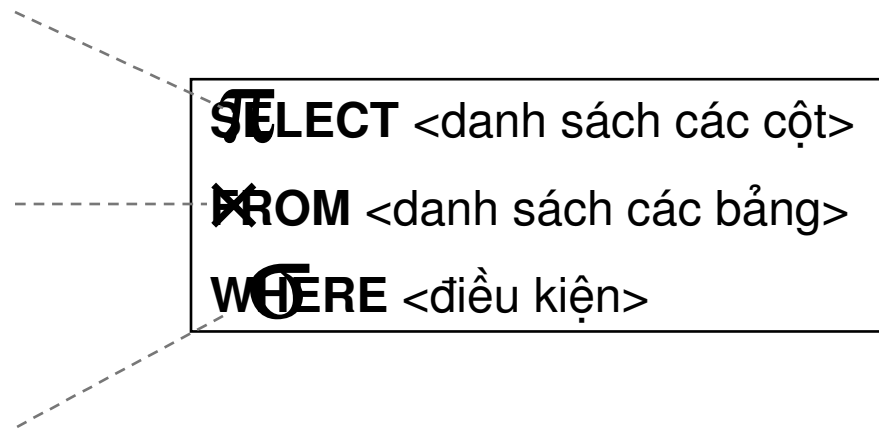 SELECT <danh sách các cột>
π
FROM <danh sách các bảng>
×
WHERE <điều kiện>
σ